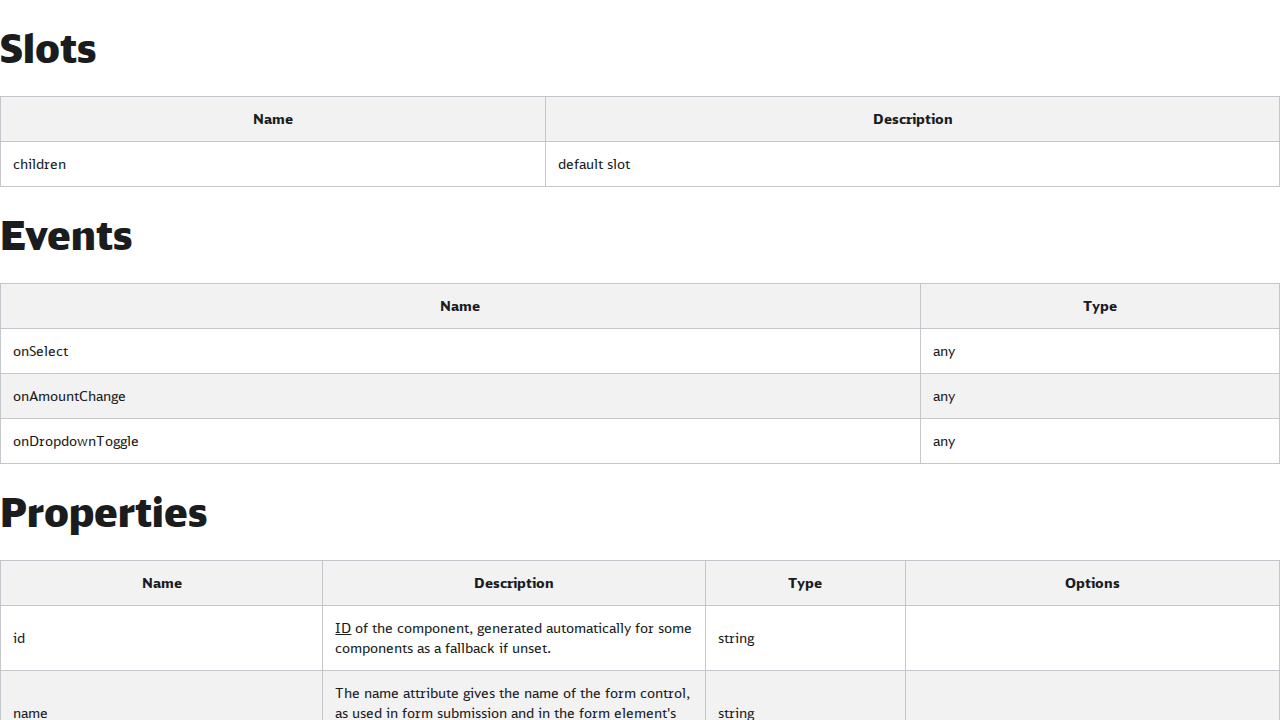 Slots
Name Description
children default slot
Events
Name Type
onSelect any
onAmountChange any
onDropdownToggle any
Properties
Name Description Type Options
id ID of the component, generated automatically for some components as a fallback if unset. string
name The name attribute gives the name of the form control, as used in form submission and in the form element's string